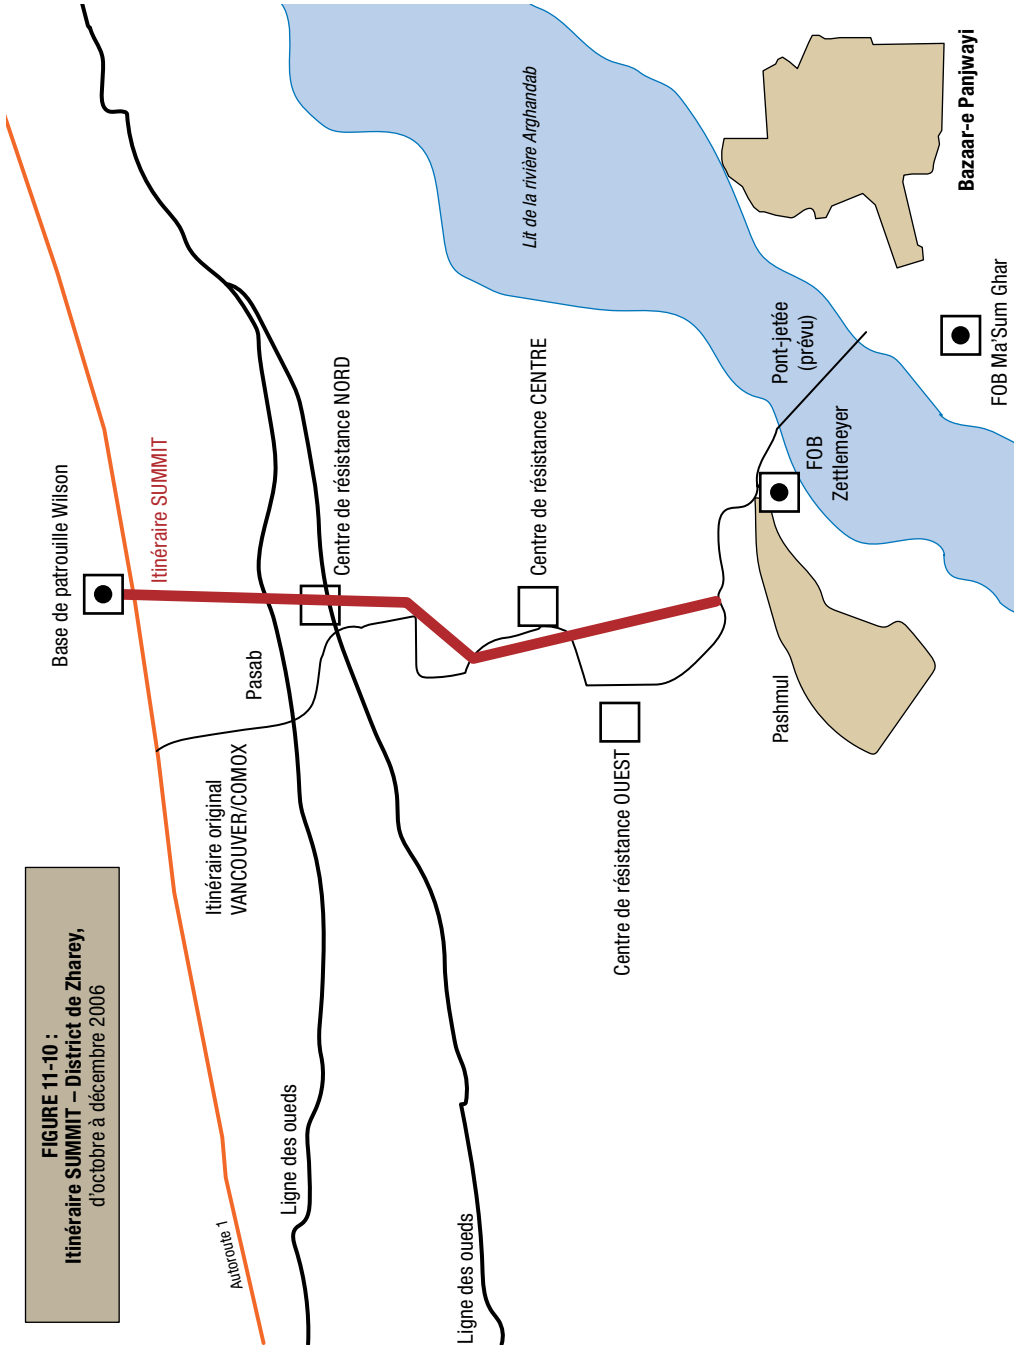 FIGURE 11-10 :
Itinéraire SUMMIT – District de Zharey,
d'octobre à décembre 2006
Autoroute 1
Ligne des oueds
Ligne des oueds
Itinéraire original
VANCOUVER/COMOX
Pasab
Base de patrouille Wilson
Itinéraire SUMMIT
Centre de résistance NORD
Centre de résistance CENTRE
Centre de résistance OUEST
Pashmul
FOB
Zettlemeyer
Pont-jetée
(prévu)
Lit de la rivière Arghandab
Bazaar-e Panjwayi
FOB Ma'Sum Ghar